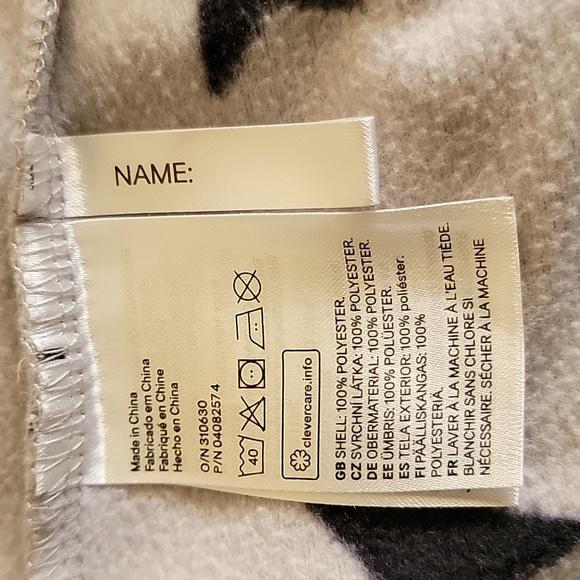 NAME:
Made in China
Fabricado em China
Fabriqué en Chine
Hecho en China
O/N 310630
P/N 04082574
40
clevercare.info
GB SHELL: 100% POLYESTER.
CZ SVRCHNÍ LÁTKA: 100% POLYESTER.
DE OBERMATERIAL: 100% POLYESTER.
EE ÜMBRIS: 100% POLÜESTER.
ES TELA EXTERIOR: 100% poliéster.
FI PÄÄLLISKANGAS: 100%
POLYESTERIÄ.
FR LAVER À LA MACHINE À L'EAU TIÈDE.
BLANCHIR SANS CHLORE SI
NÉCESSAIRE. SÉCHER À LA MACHINE